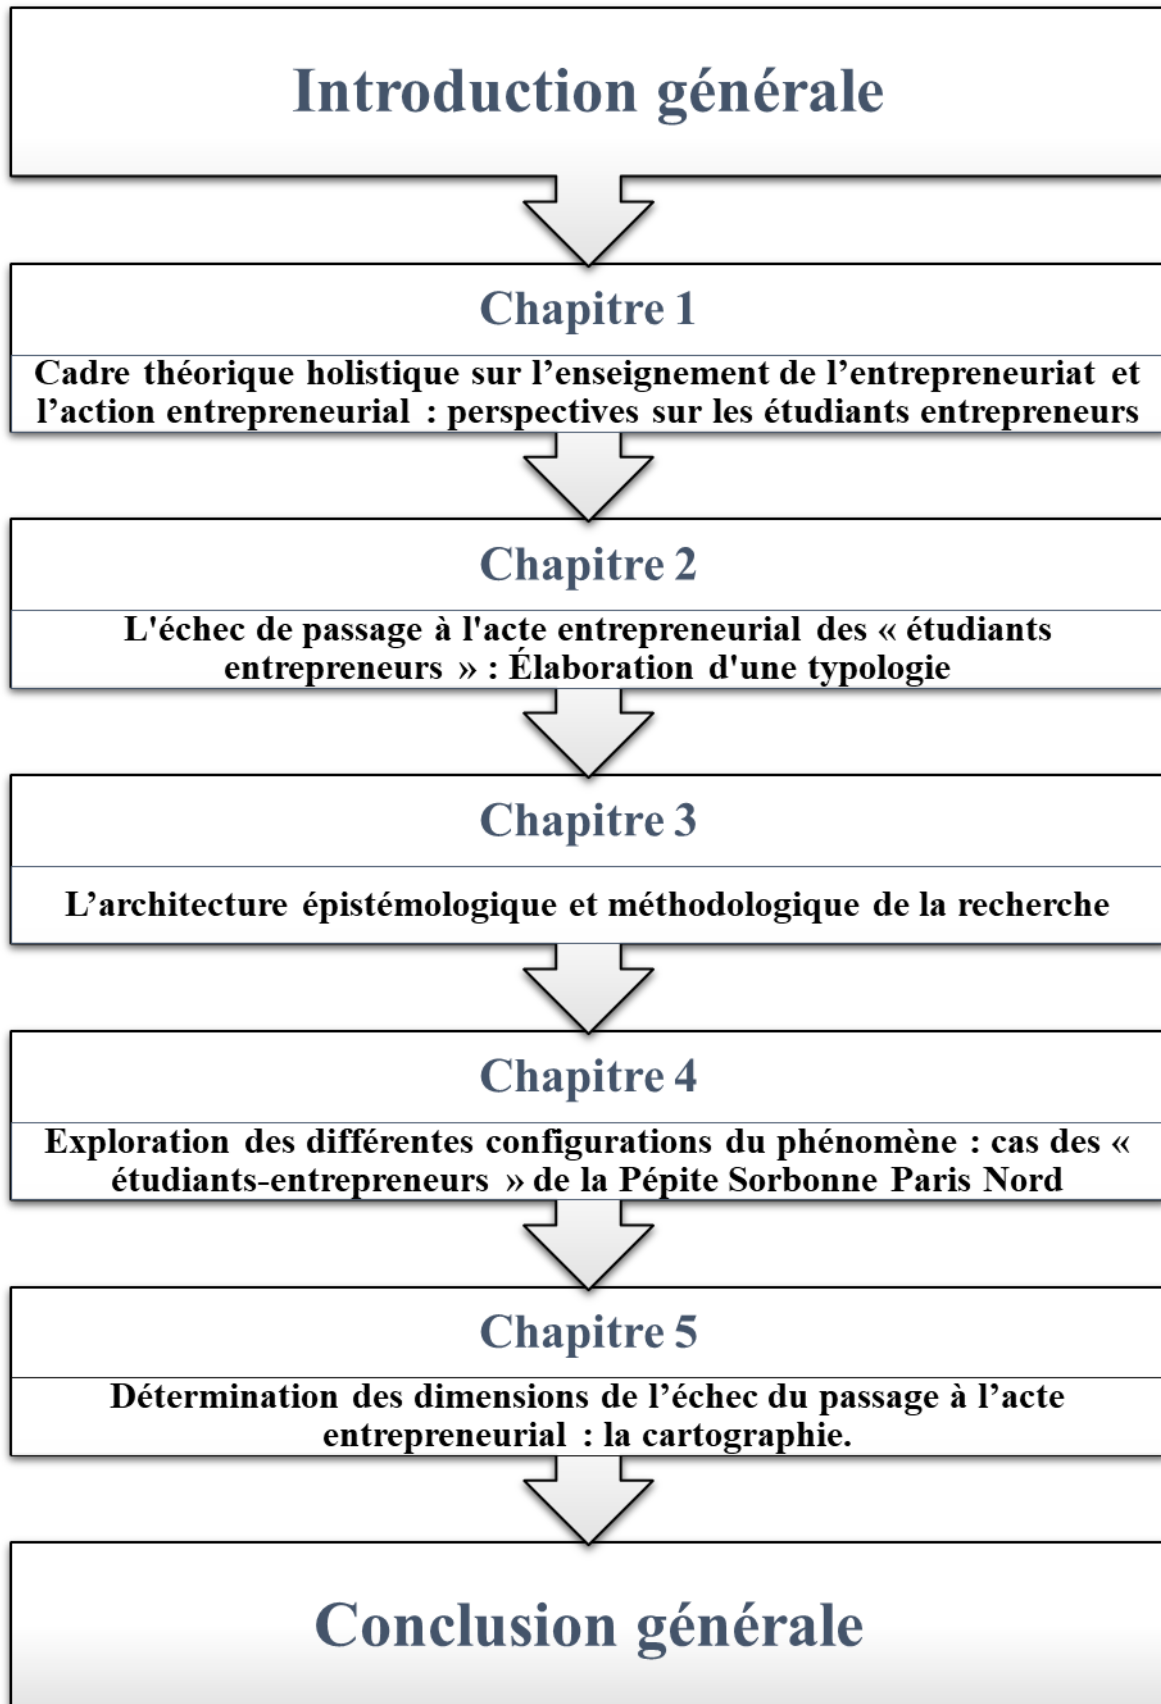 Introduction générale
Chapitre 1
Cadre théorique holistique sur l’enseignement de l’entrepreneuriat et
l’action entrepreneurial : perspectives sur les étudiants entrepreneurs
Chapitre 2
L'échec de passage à l'acte entrepreneurial des « étudiants
entrepreneurs » : Élaboration d'une typologie
Chapitre 3
L’architecture épistémologique et méthodologique de la recherche
Chapitre 4
Exploration des différentes configurations du phénomène : cas des «
étudiants-entrepreneurs » de la Pépite Sorbonne Paris Nord
Chapitre 5
Détermination des dimensions de l’échec du passage à l’acte
entrepreneurial : la cartographie.
Conclusion générale